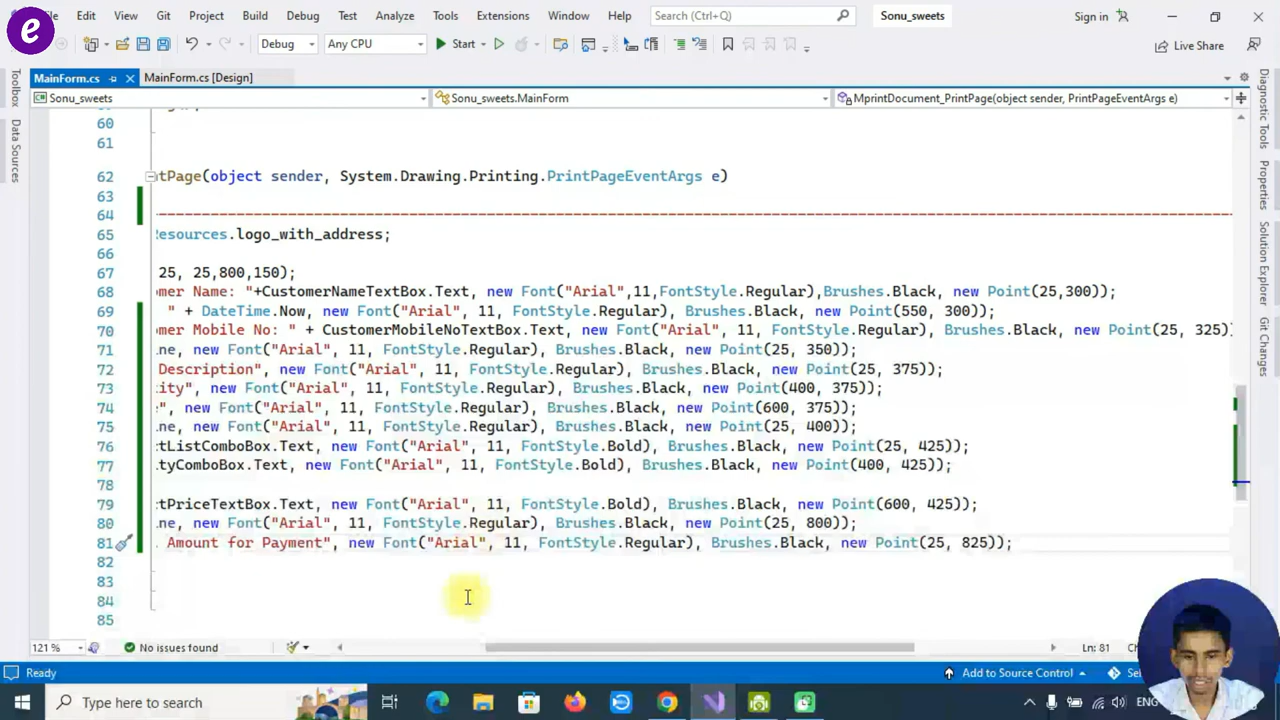 e
Edit View Git Project Build Debug Test Analyze Tools Extensions Window Help Search (Ctrl+Q) Sonu_sweets Sign in
Debug Any CPU Start Live Share
MainForm.cs MainForm.cs [Design]
Sonu_sweets Sonu_sweets.MainForm MprintDocument_PrintPage(object sender, PrintPageEventArgs e)
Toolbox
Data Sources
60
61
62 tPage(object sender, System.Drawing.Printing.PrintPageEventArgs e)
63
64 --------------------------------------------------------------------------------
65 esources.logo_with_address;
66
67 25, 25,800,150);
68 mer Name: "+CustomerNameTextBox.Text, new Font("Arial",11,FontStyle.Regular),Brushes.Black, new Point(25,300));
69 " + DateTime.Now, new Font("Arial", 11, FontStyle.Regular), Brushes.Black, new Point(550, 300));
70 omer Mobile No: " + CustomerMobileNoTextBox.Text, new Font("Arial", 11, FontStyle.Regular), Brushes.Black, new Point(25, 325))
71 ne, new Font("Arial", 11, FontStyle.Regular), Brushes.Black, new Point(25, 350));
72 Description", new Font("Arial", 11, FontStyle.Regular), Brushes.Black, new Point(25, 375));
73 ity", new Font("Arial", 11, FontStyle.Regular), Brushes.Black, new Point(400, 375));
74 e", new Font("Arial", 11, FontStyle.Regular), Brushes.Black, new Point(600, 375));
75 ne, new Font("Arial", 11, FontStyle.Regular), Brushes.Black, new Point(25, 400));
76 tListComboBox.Text, new Font("Arial", 11, FontStyle.Bold), Brushes.Black, new Point(25, 425));
77 tyComboBox.Text, new Font("Arial", 11, FontStyle.Bold), Brushes.Black, new Point(400, 425));
78
79 tPriceTextBox.Text, new Font("Arial", 11, FontStyle.Bold), Brushes.Black, new Point(600, 425));
80 ne, new Font("Arial", 11, FontStyle.Regular), Brushes.Black, new Point(25, 800));
81 Amount for Payment", new Font("Arial", 11, FontStyle.Regular), Brushes.Black, new Point(25, 825));
82
83
84
85
Diagnostic Tools
Properties
Solution Explorer
Git Changes
121 % No issues found Ln: 81
Ready Add to Source Control
Type here to search ENG